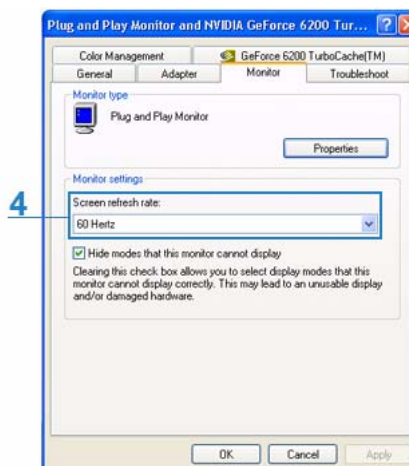 Plug and Play Monitor and NVIDIA GeForce 6200 Tur...
Color Management
GeForce 6200 TurboCache(TM)
General
Adapter
Monitor
Troubleshoot
Monitor type
Plug and Play Monitor
Properties
Monitor settings
4
Screen refresh rate:
60 Hertz
Hide modes that this monitor cannot display
Clearing this check box allows you to select display modes that this
monitor cannot display correctly. This may lead to an unusable display
and/or damaged hardware.
OK
Cancel
Apply